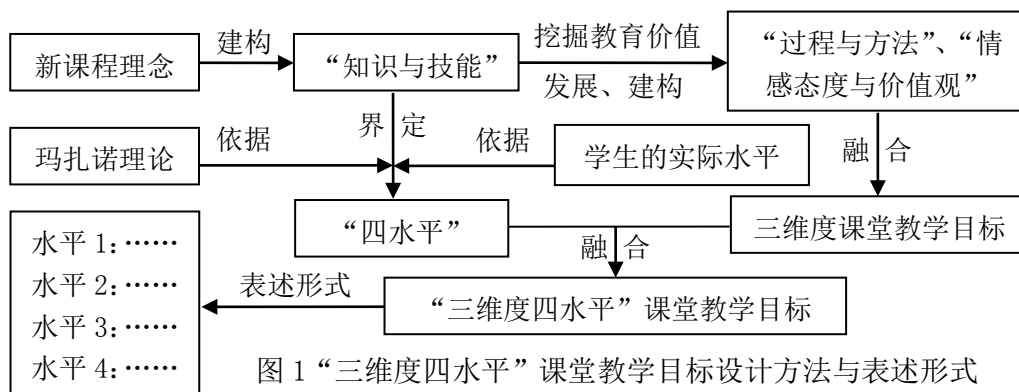 新课程理念
建构
“知识与技能”
挖掘教育价值
发展、建构
“过程与方法”、“情
感态度与价值观”
界 定
融 合
玛扎诺理论
依据
依据
学生的实际水平
“四水平”
三维度课堂教学目标
融 合
水平 1：……
水平 2：……
水平 3：……
水平 4：……
表述形式
“三维度四水平”课堂教学目标
图 1“三维度四水平”课堂教学目标设计方法与表述形式